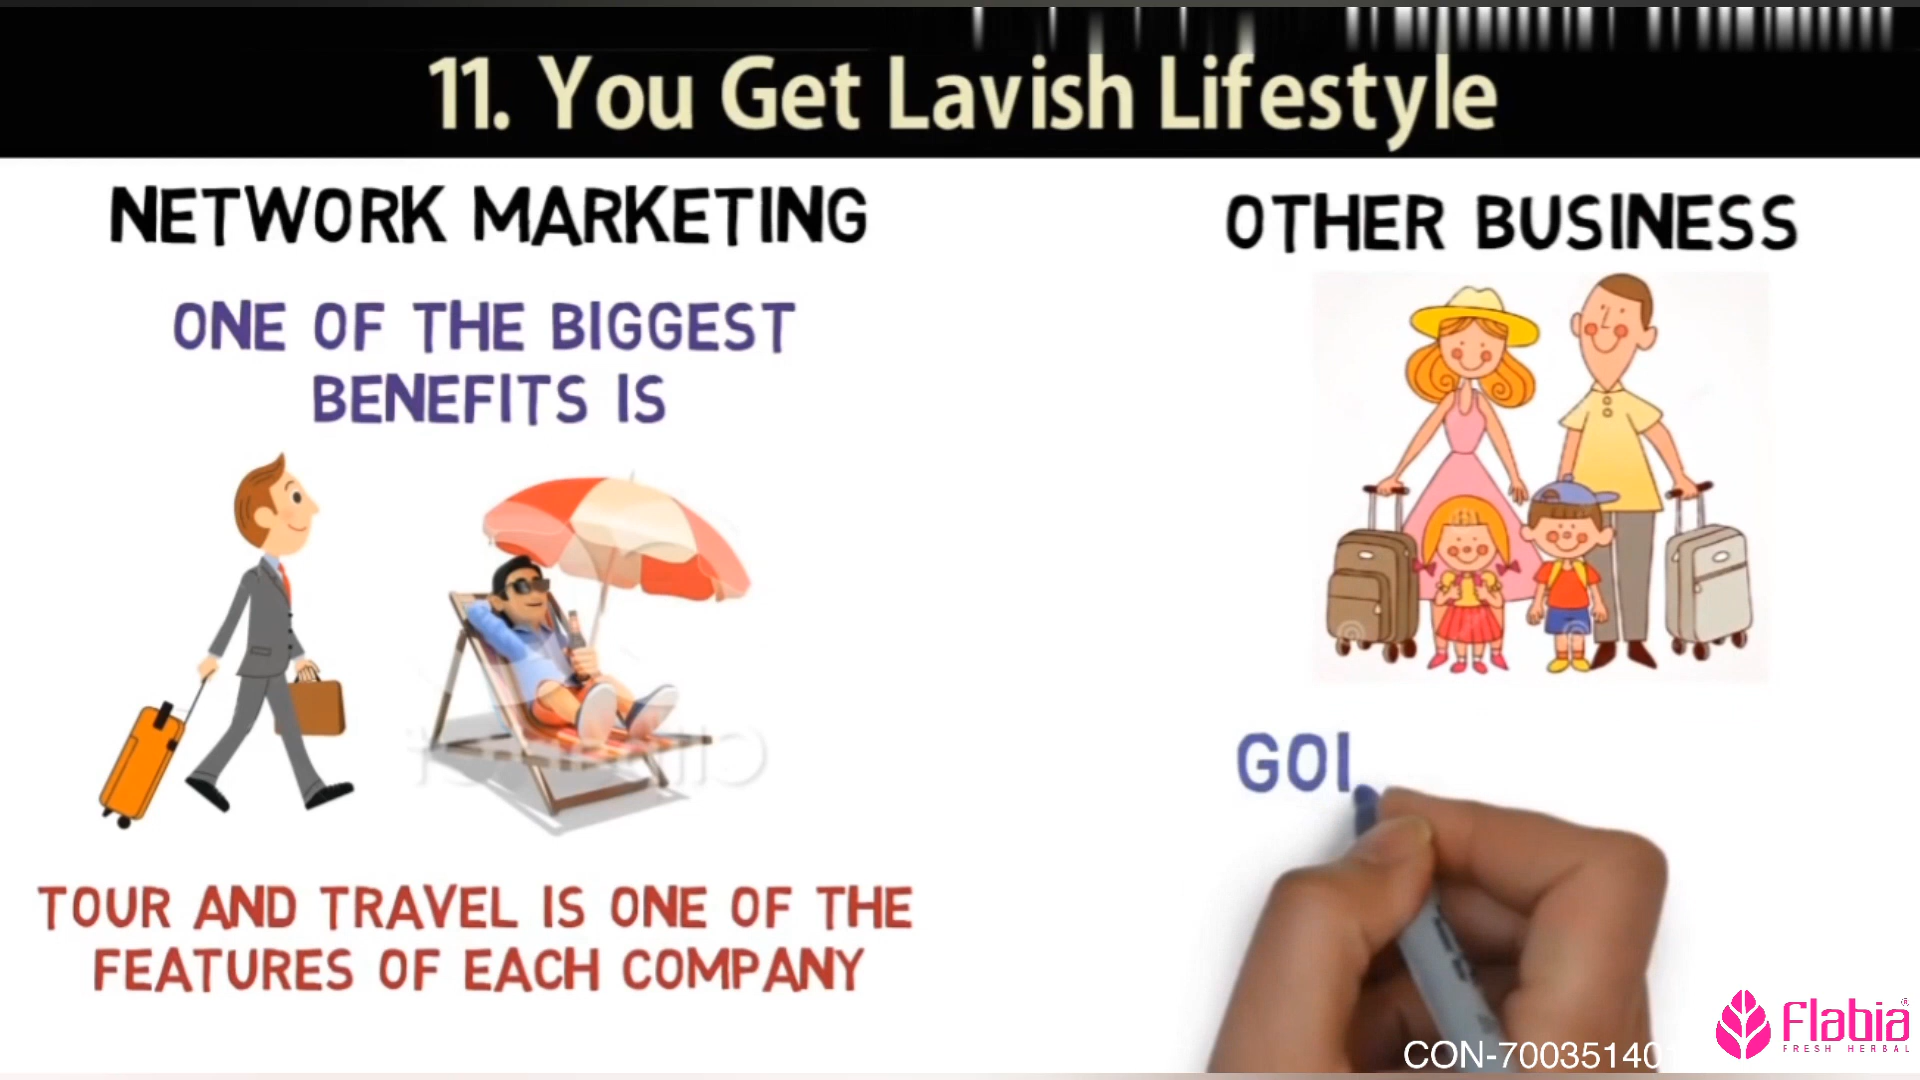 11. You Get Lavish Lifestyle
NETWORK MARKETING
ONE OF THE BIGGEST
BENEFITS IS
TOUR AND TRAVEL IS ONE OF THE
FEATURES OF EACH COMPANY
OTHER BUSINESS
GOI
Flabia®
FRESH HERBAL